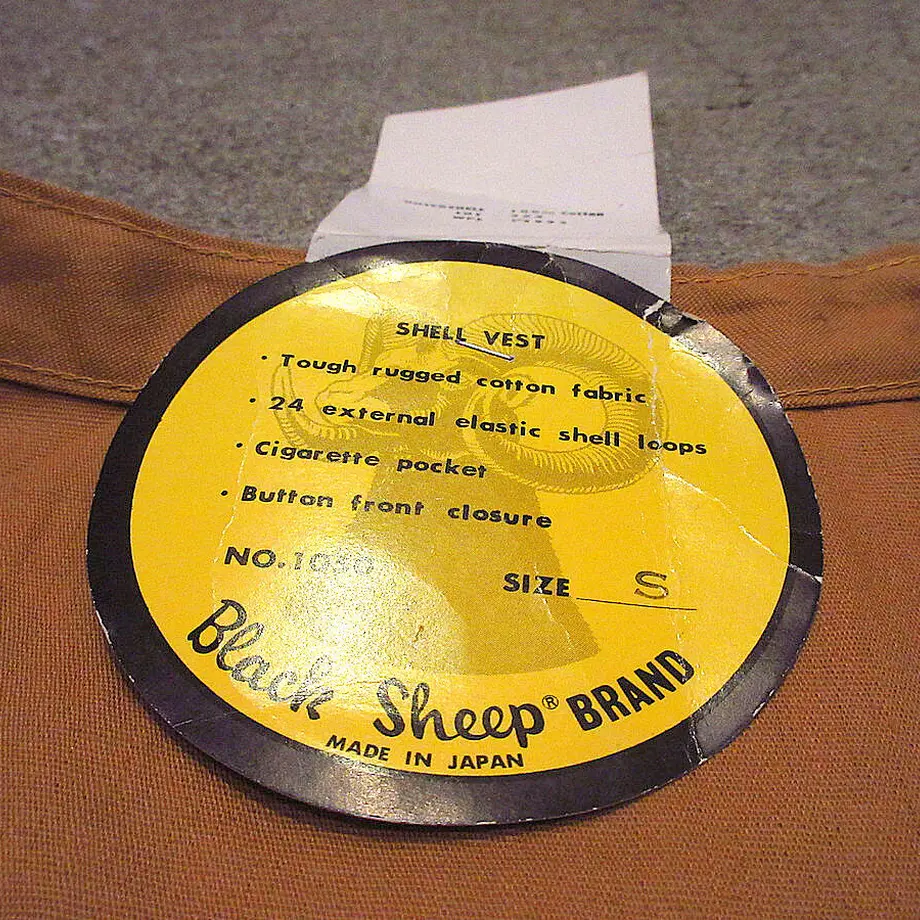 SHELL VEST
• Tough rugged cotton fabric
• 24 external elastic shell loops
• Cigarette pocket
• Button front closure
NO.
SIZE S
Black Sheep® BRAND
MADE IN JAPAN